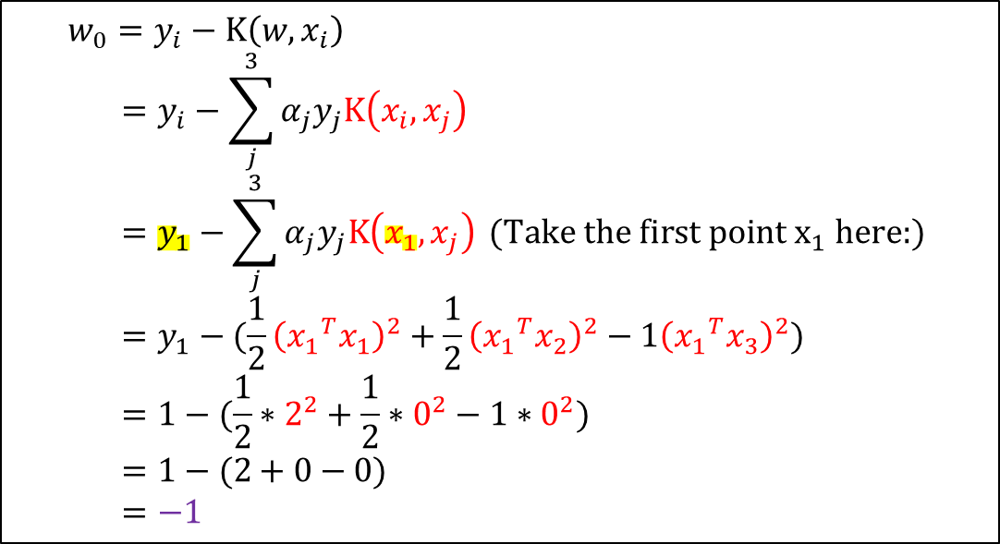 w₀ = yᵢ − K(w, xᵢ)
= yᵢ − ∑ⱼ³ αⱼyⱼK(xᵢ, xⱼ)
= y₁ − ∑ⱼ³ αⱼyⱼK(x₁, xⱼ) (Take the first point x₁ here:)
= y₁ − (1/2 (x₁ᵀx₁)² + 1/2 (x₁ᵀx₂)² − 1(x₁ᵀx₃)²)
= 1 − (1/2 * 2² + 1/2 * 0² − 1 * 0²)
= 1 − (2 + 0 − 0)
= −1